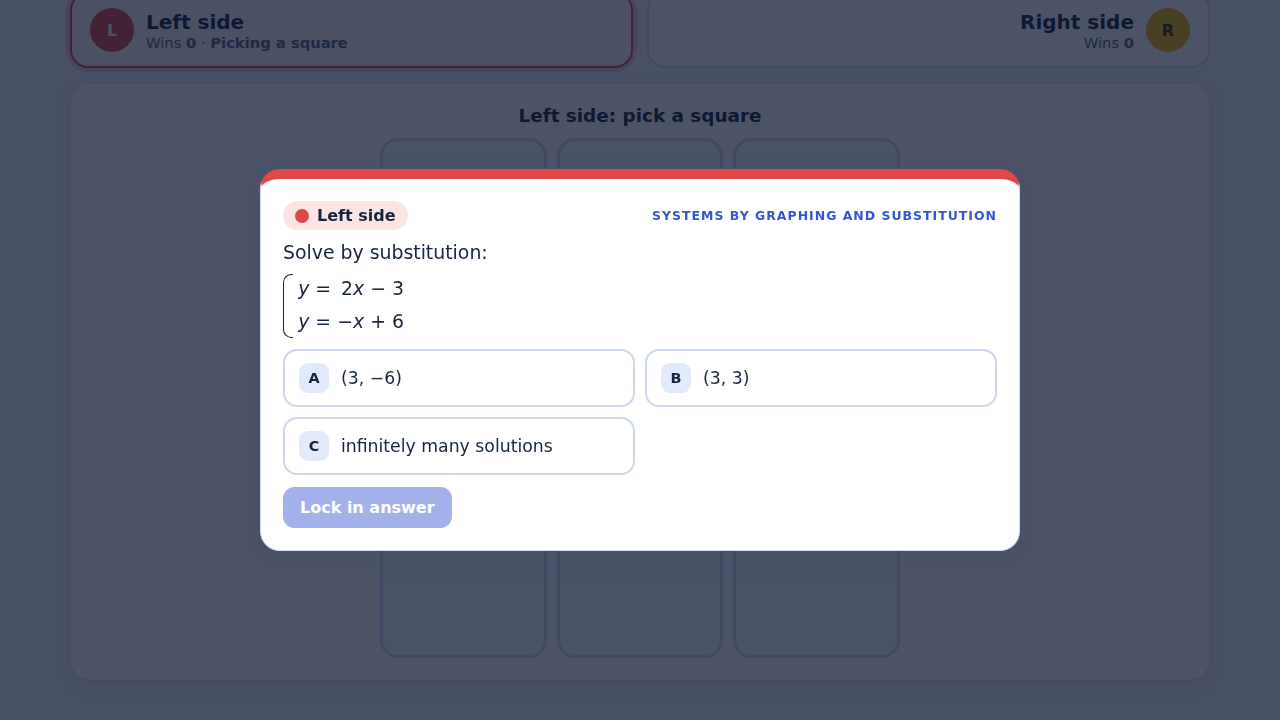 L
Left side
Wins 0 · Picking a square
Right side
Wins 0
R
Left side: pick a square
Left side
SYSTEMS BY GRAPHING AND SUBSTITUTION
Solve by substitution:
y = 2x − 3
y = −x + 6
A (3, −6)
B (3, 3)
C infinitely many solutions
Lock in answer